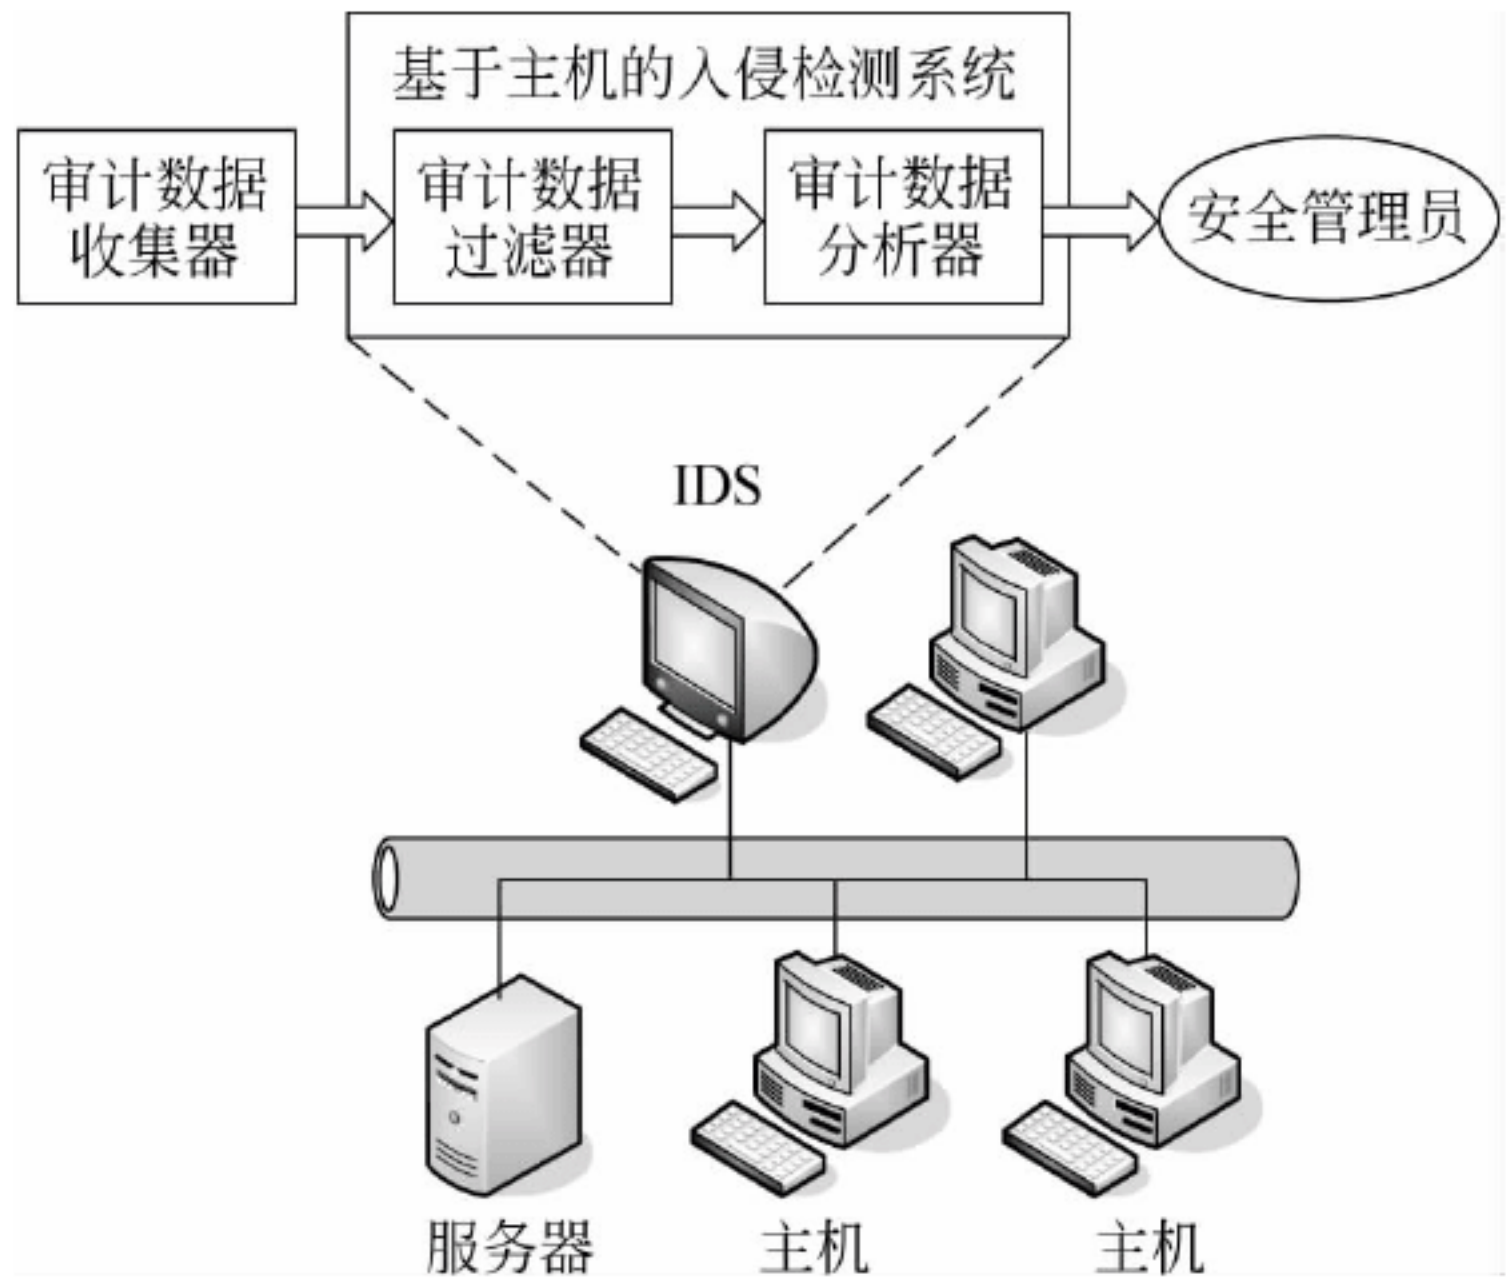 基于主机的入侵检测系统
审计数据
收集器
审计数据
过滤器
审计数据
分析器
安全管理员
IDS
服务器
主机
主机